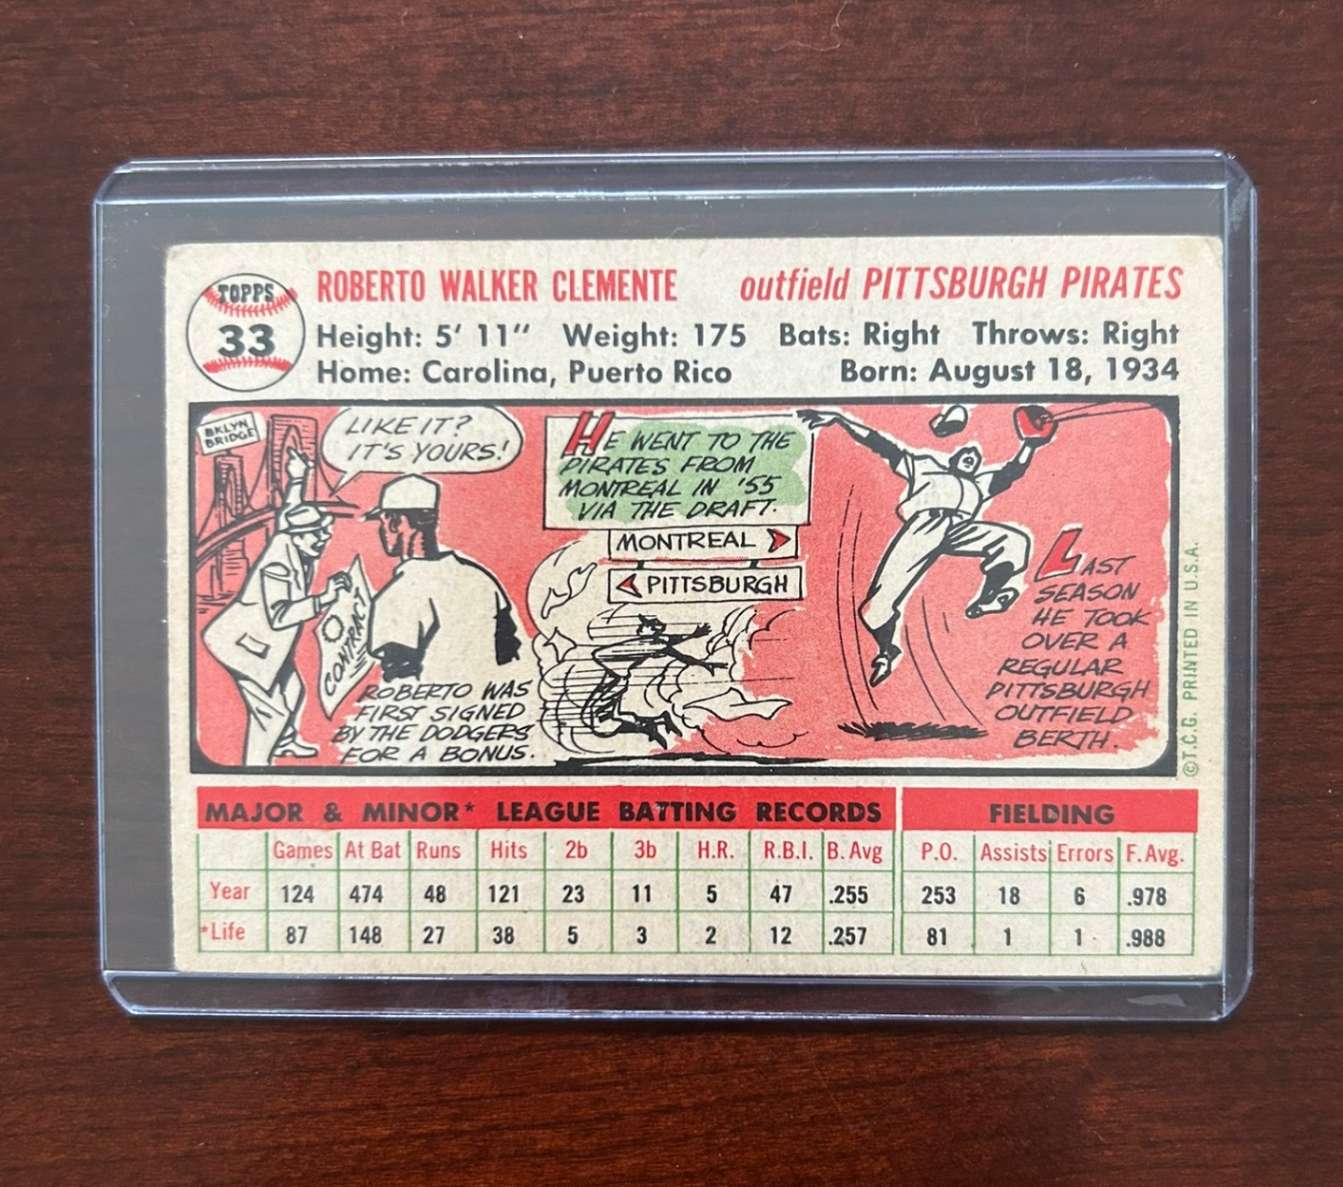 TOPPS
33
ROBERTO WALKER CLEMENTE outfield PITTSBURGH PIRATES
Height: 5' 11" Weight: 175 Bats: Right Throws: Right
Home: Carolina, Puerto Rico Born: August 18, 1934
BKLYN
BRIDGE
LIKE IT?
IT'S YOURS!
CONTRACT
ROBERTO WAS
FIRST SIGNED
BY THE DODGERS
FOR A BONUS.
HE WENT TO THE
PIRATES FROM
MONTREAL IN '55
VIA THE DRAFT.
MONTREAL
PITTSBURGH
LAST
SEASON
HE TOOK
OVER A
REGULAR
PITTSBURGH
OUTFIELD
BERTH.
©T.C.G. PRINTED IN U.S.A.
MAJOR & MINOR* LEAGUE BATTING RECORDS FIELDING
Games At Bat Runs Hits 2b 3b H.R. R.B.I. B. Avg P.O. Assists Errors F. Avg.
Year 124 474 48 121 23 11 5 47 .255 253 18 6 .978
*Life 87 148 27 38 5 3 2 12 .257 81 1 1 .988